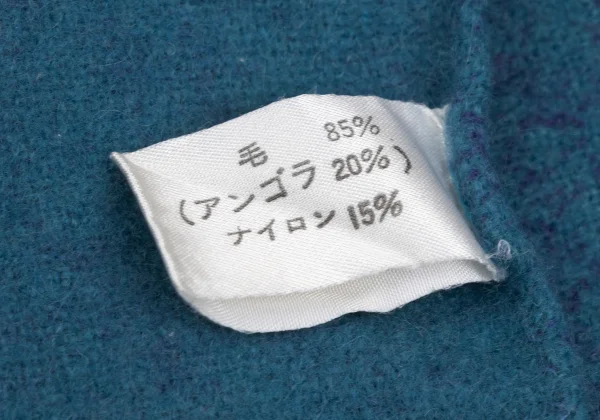 毛 85%
(アンゴラ 20%)
ナイロン 15%